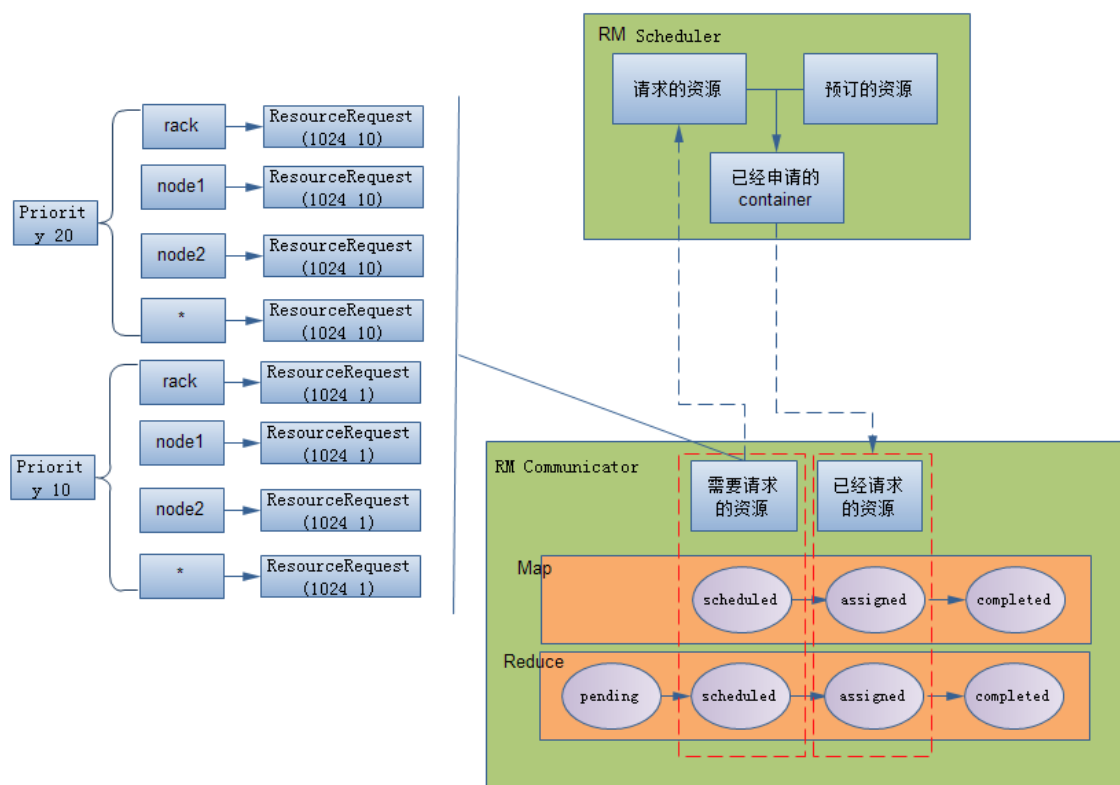 RM Scheduler
请求的资源
预订的资源
已经申请的
container
Priorit
y 20
rack
ResourceRequest
(1024 10)
node1
ResourceRequest
(1024 10)
node2
ResourceRequest
(1024 10)
*
ResourceRequest
(1024 10)
Priorit
y 10
rack
ResourceRequest
(1024 1)
node1
ResourceRequest
(1024 1)
node2
ResourceRequest
(1024 1)
*
ResourceRequest
(1024 1)
RM Communicator
需要请求
的资源
已经请求
的资源
Map
scheduled
assigned
completed
Reduce
pending
scheduled
assigned
completed